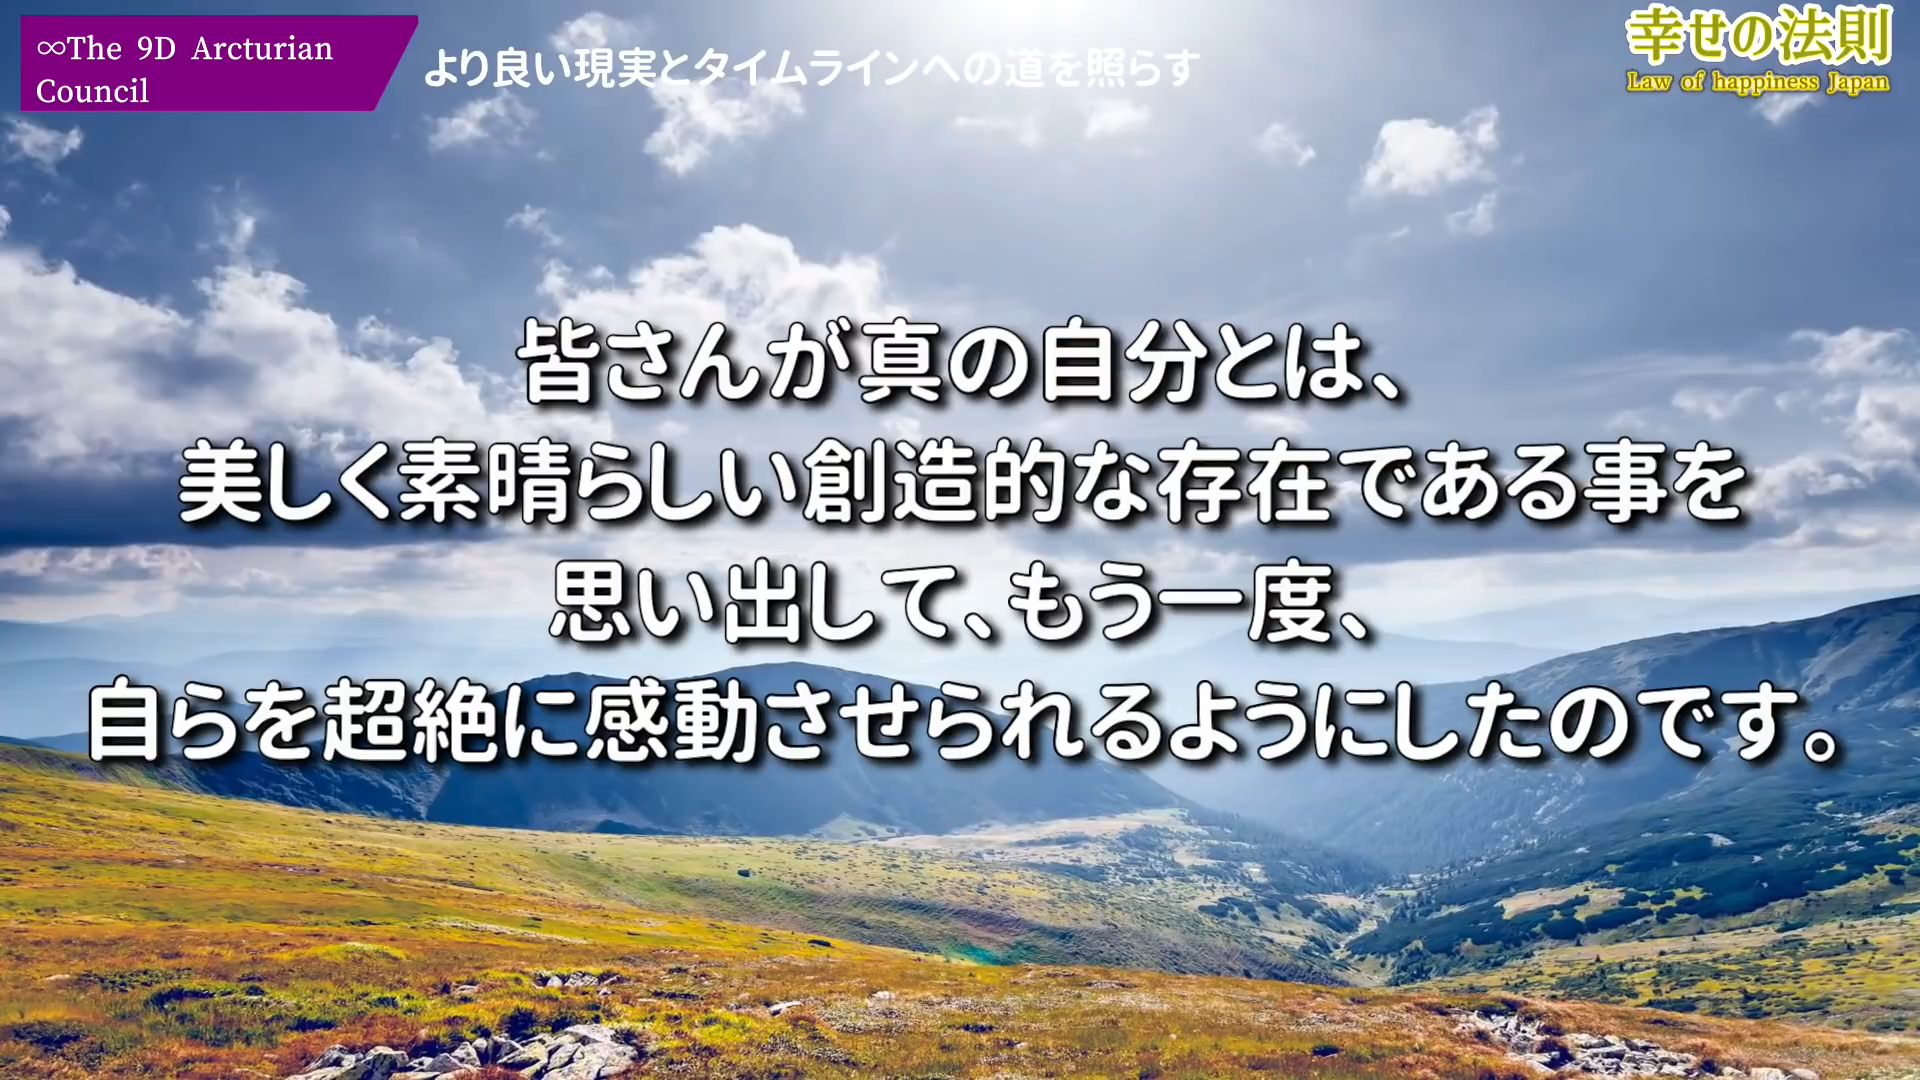 ∞The 9D Arcturian
Council
より良い現実とタイムラインへの道を照らす
幸せの法則
Law of happiness Japan
皆さんが真の自分とは、
美しく素晴らしい創造的な存在である事を
思い出して、もう一度、
自らを超絶に感動させられるようにしたのです。